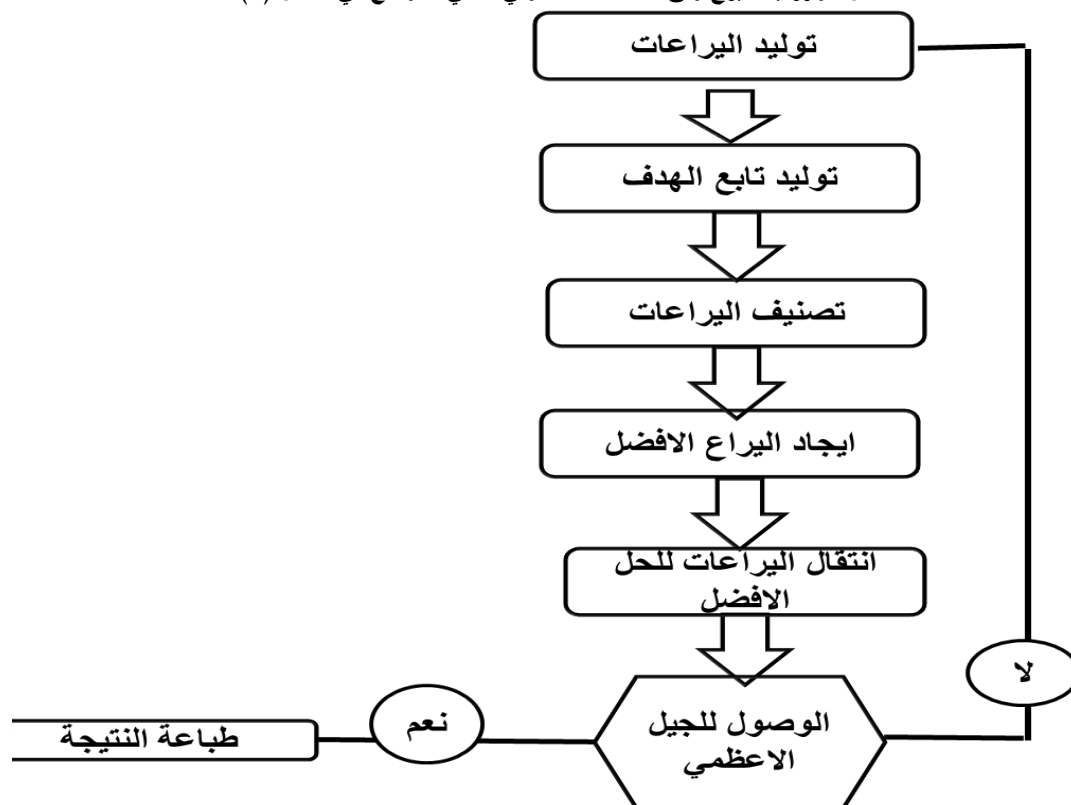 توليد اليراعات
توليد تابع الهدف
تصنيف اليراعات
ايجاد اليراع الافضل
انتقال اليراعات للحل
الافضل
لا
الوصول للجيل
الاعظمي
نعم
طباعة النتيجة